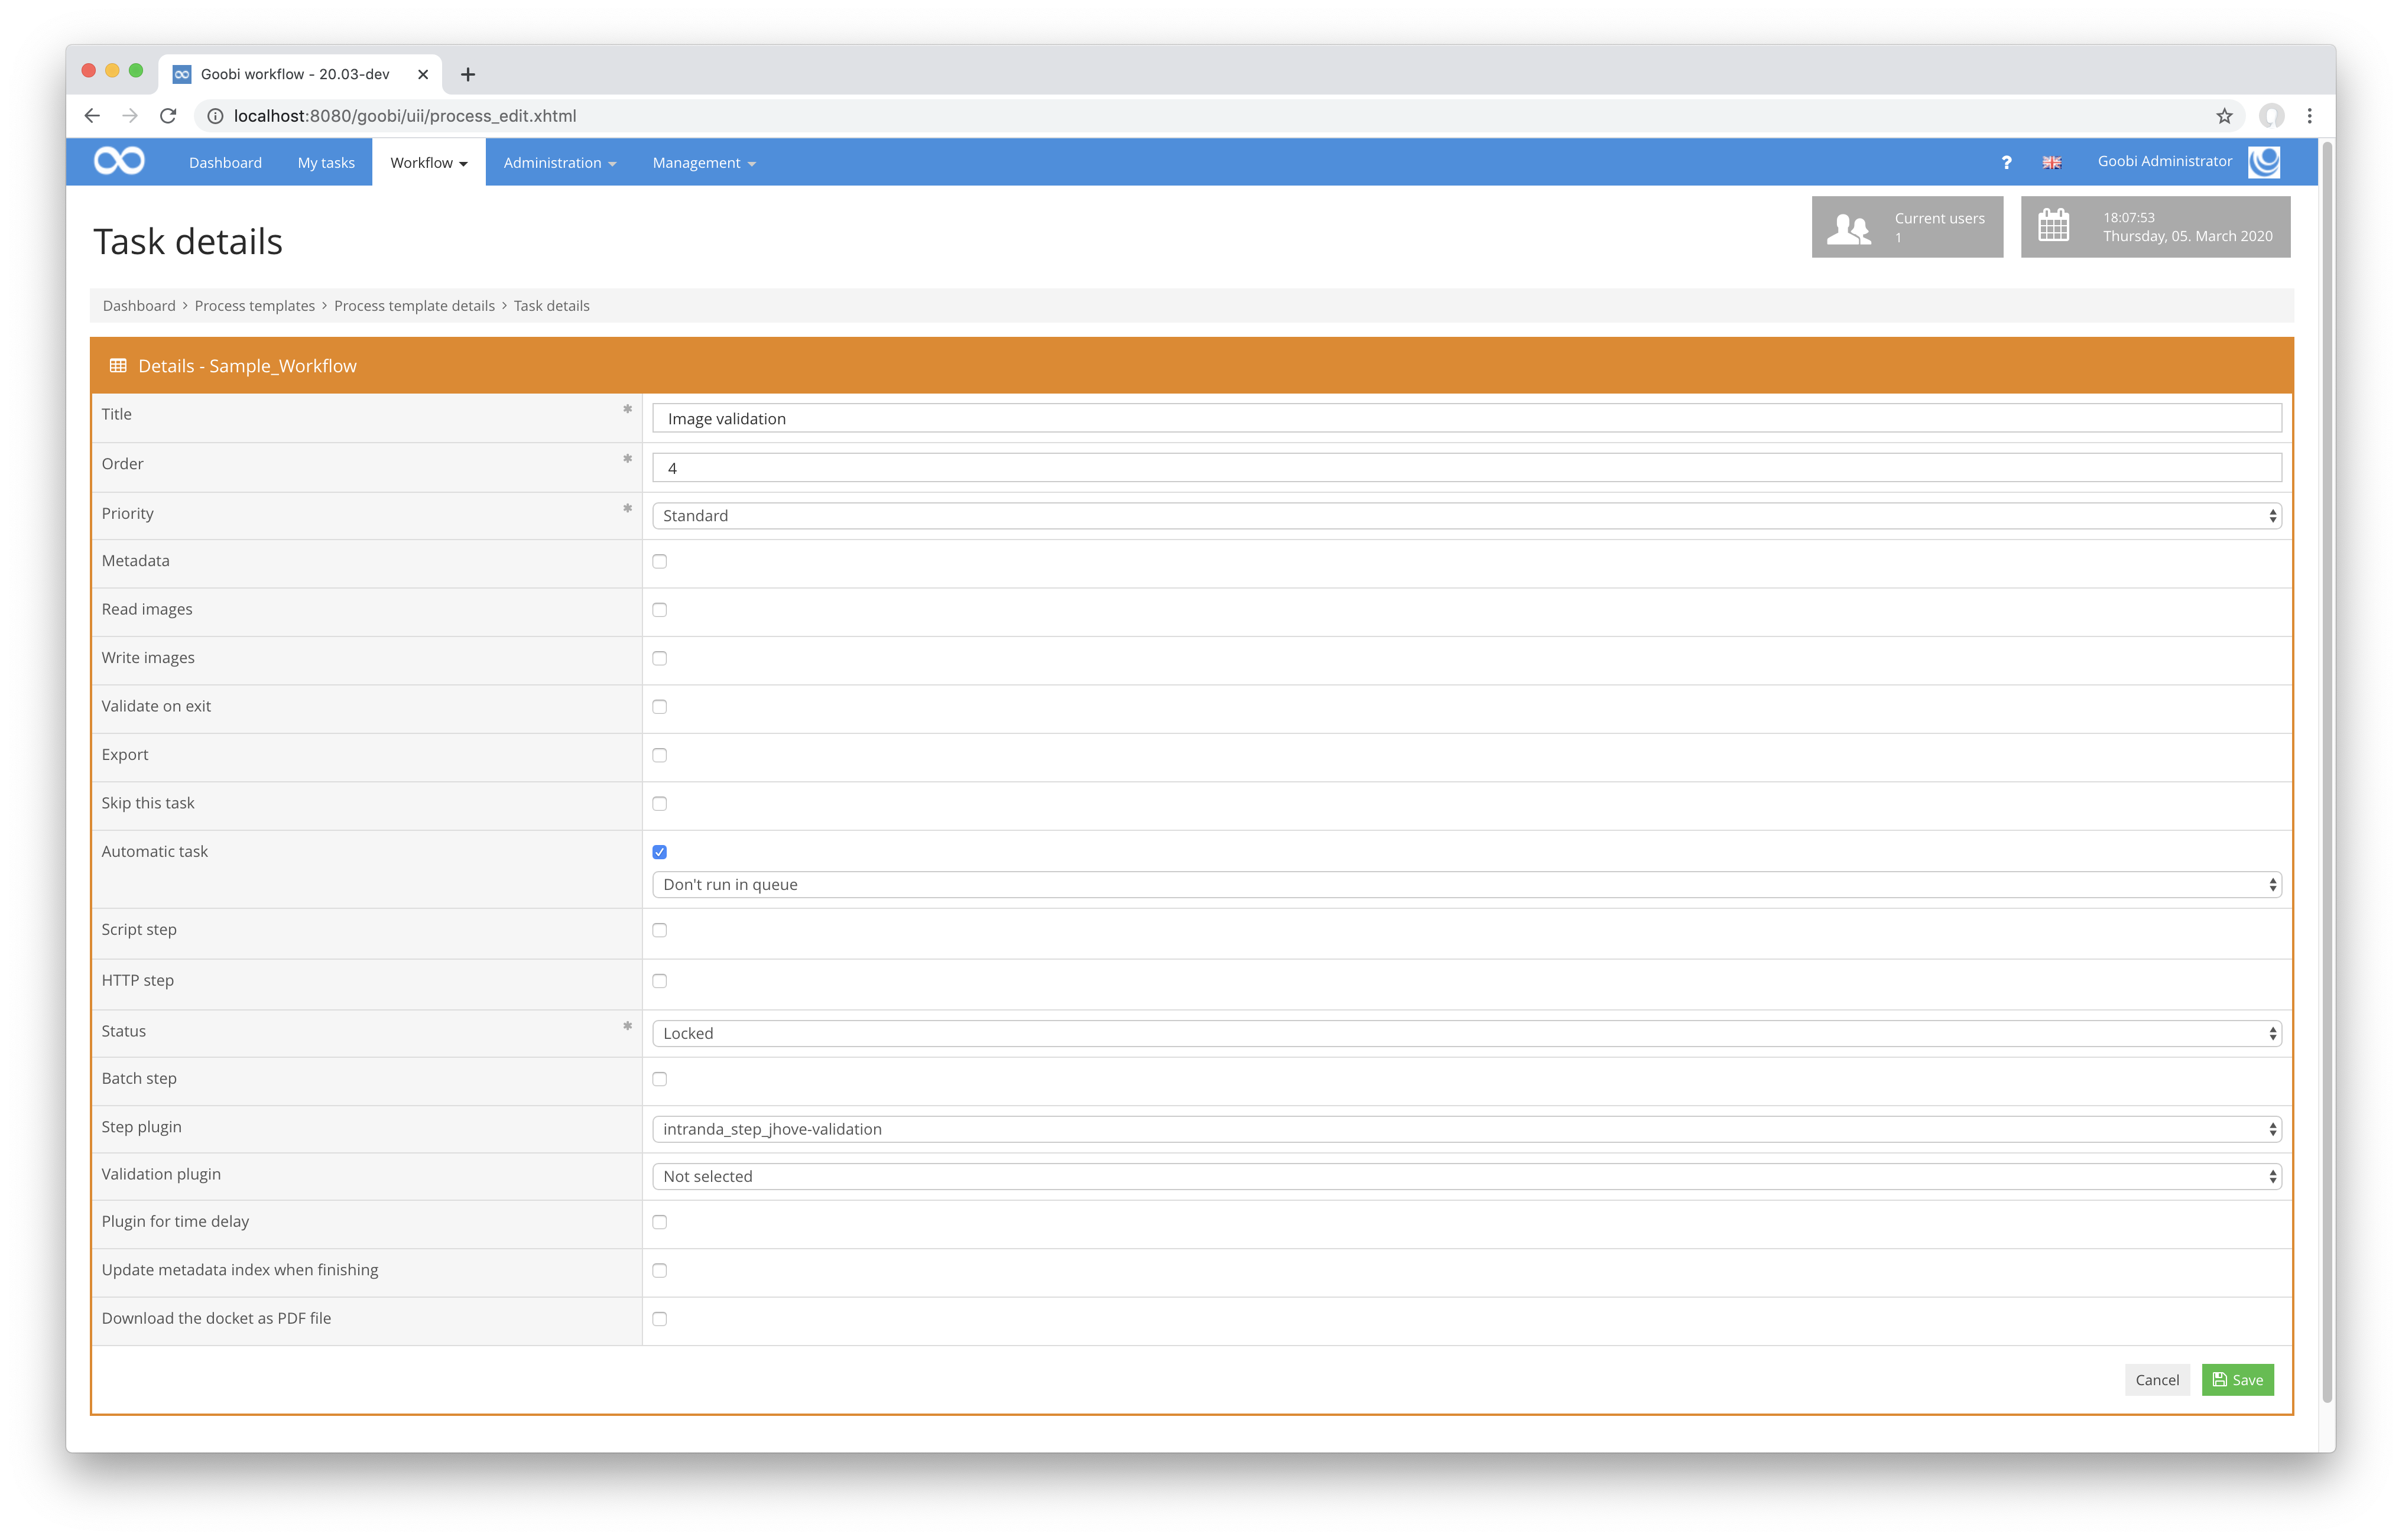 Goobi workflow - 20.03-dev
localhost:8080/goobi/uii/process_edit.xhtml
Dashboard My tasks Workflow Administration Management ? Goobi Administrator
Task details
Current users
1
18:07:53
Thursday, 05. March 2020
Dashboard > Process templates > Process template details > Task details
Details - Sample_Workflow
Title * Image validation
Order * 4
Priority * Standard
Metadata
Read images
Write images
Validate on exit
Export
Skip this task
Automatic task
Don't run in queue
Script step
HTTP step
Status * Locked
Batch step
Step plugin intranda_step_jhove-validation
Validation plugin Not selected
Plugin for time delay
Update metadata index when finishing
Download the docket as PDF file
Cancel Save